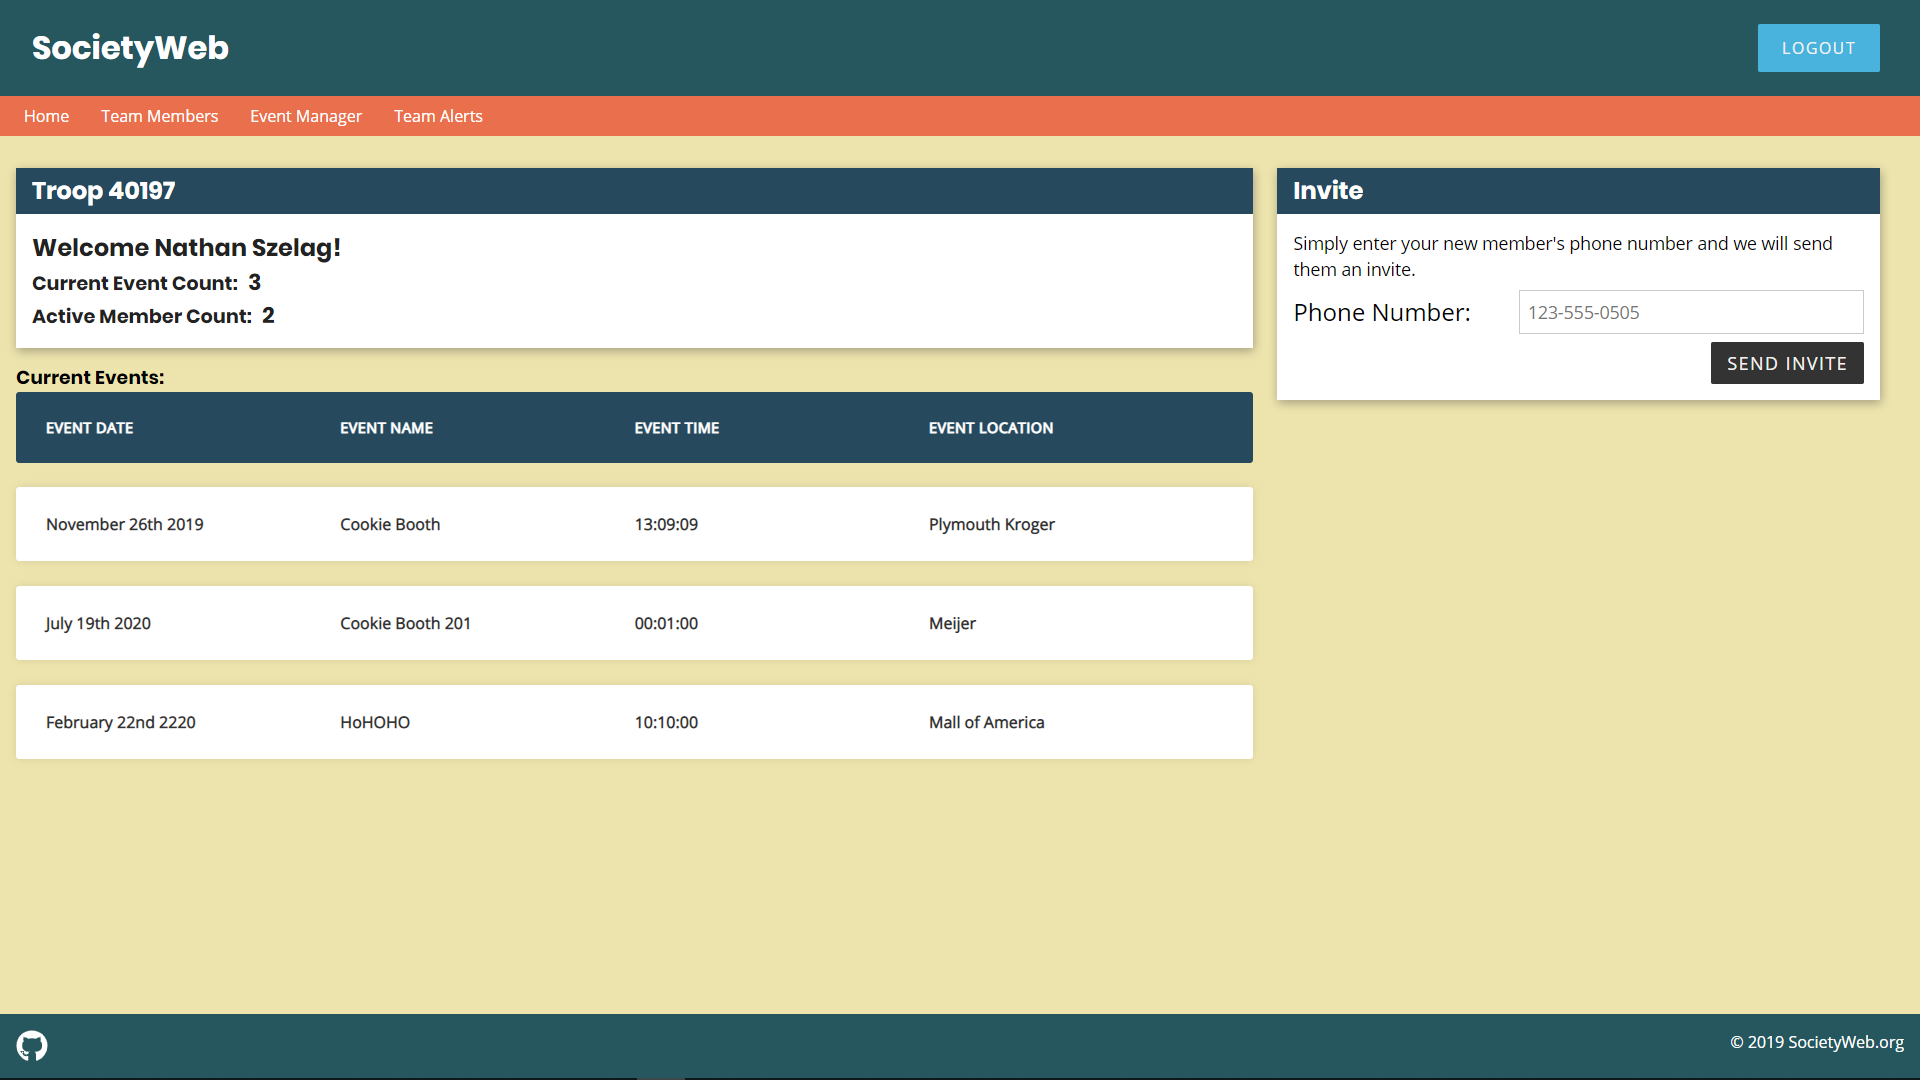 SocietyWeb
LOGOUT
Home Team Members Event Manager Team Alerts
Troop 40197
Welcome Nathan Szelag!
Current Event Count: 3
Active Member Count: 2
Invite
Simply enter your new member's phone number and we will send
them an invite.
Phone Number: 123-555-0505
SEND INVITE
Current Events:
EVENT DATE EVENT NAME EVENT TIME EVENT LOCATION
November 26th 2019 Cookie Booth 13:09:09 Plymouth Kroger
July 19th 2020 Cookie Booth 201 00:01:00 Meijer
February 22nd 2220 HoHOHO 10:10:00 Mall of America
© 2019 SocietyWeb.org